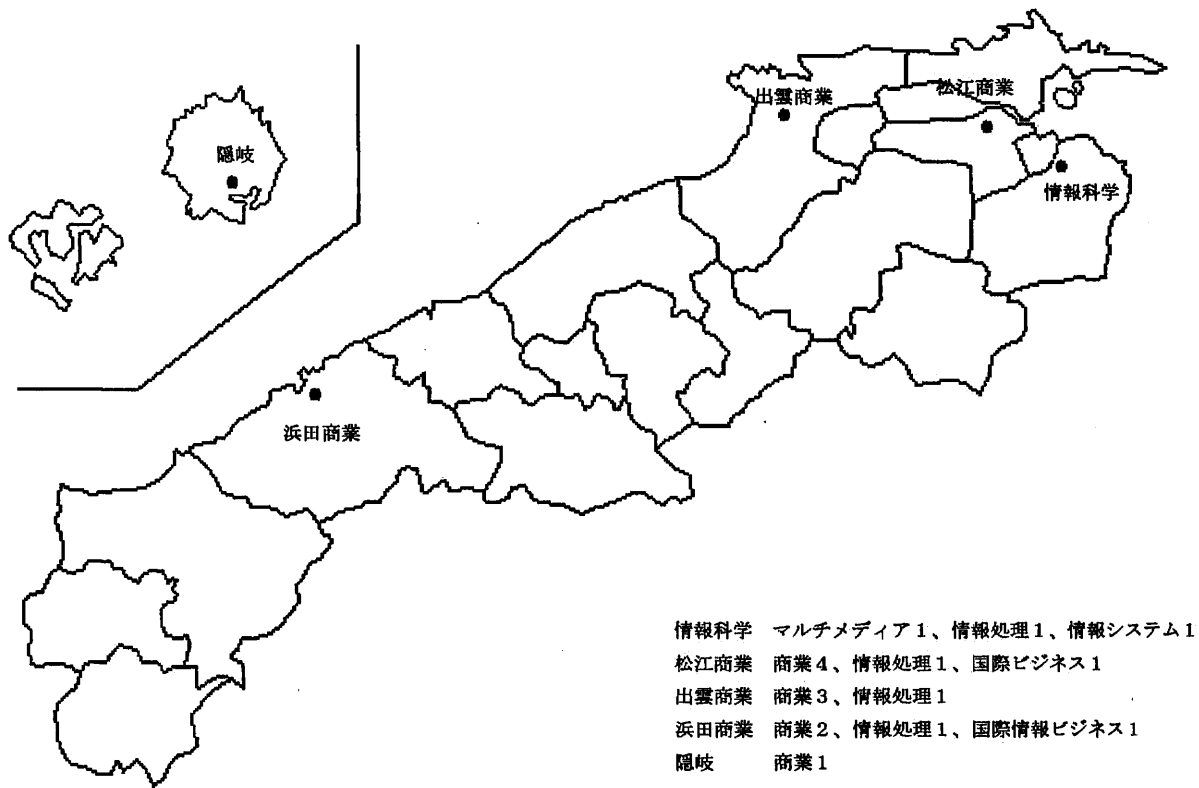 出雲商業
松江商業
隠岐
情報科学
浜田商業
情報科学 マルチメディア1、情報処理1、情報システム1
松江商業 商業4、情報処理1、国際ビジネス1
出雲商業 商業3、情報処理1
浜田商業 商業2、情報処理1、国際情報ビジネス1
隠岐 商業1